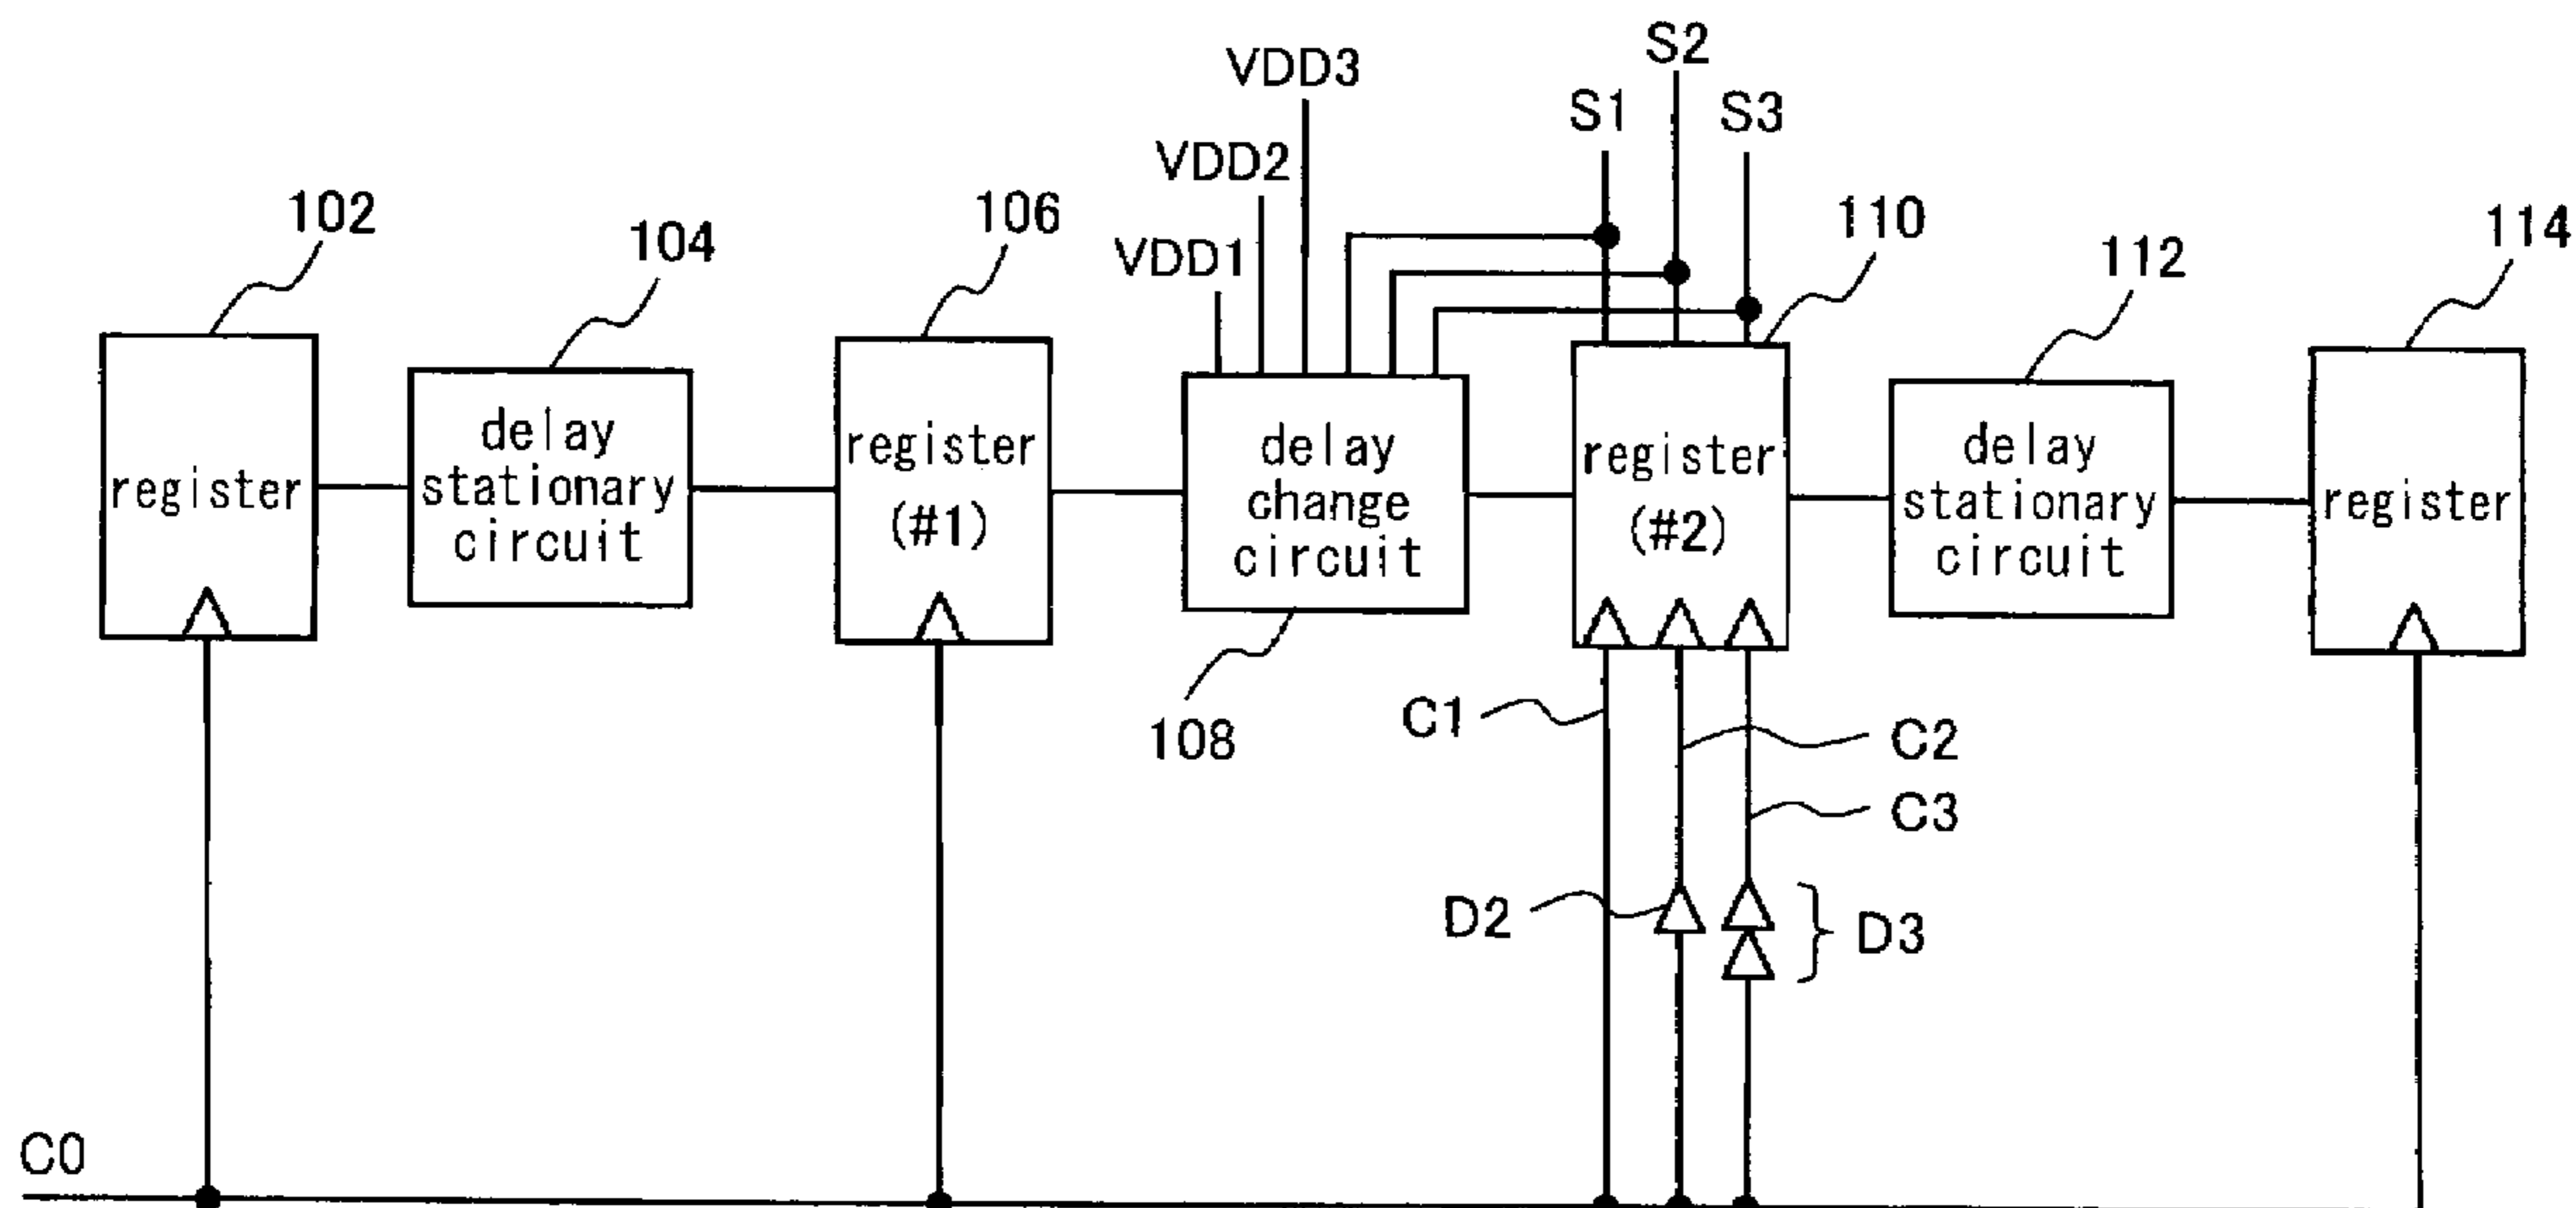 S2
VDD3
S1
S3
VDD2
102
106
110
114
104
VDD1
112
register
delay
stationary
circuit
register
(#1)
delay
change
circuit
register
(#2)
delay
stationary
circuit
register
108
C1
C2
C3
D2
D3
C0